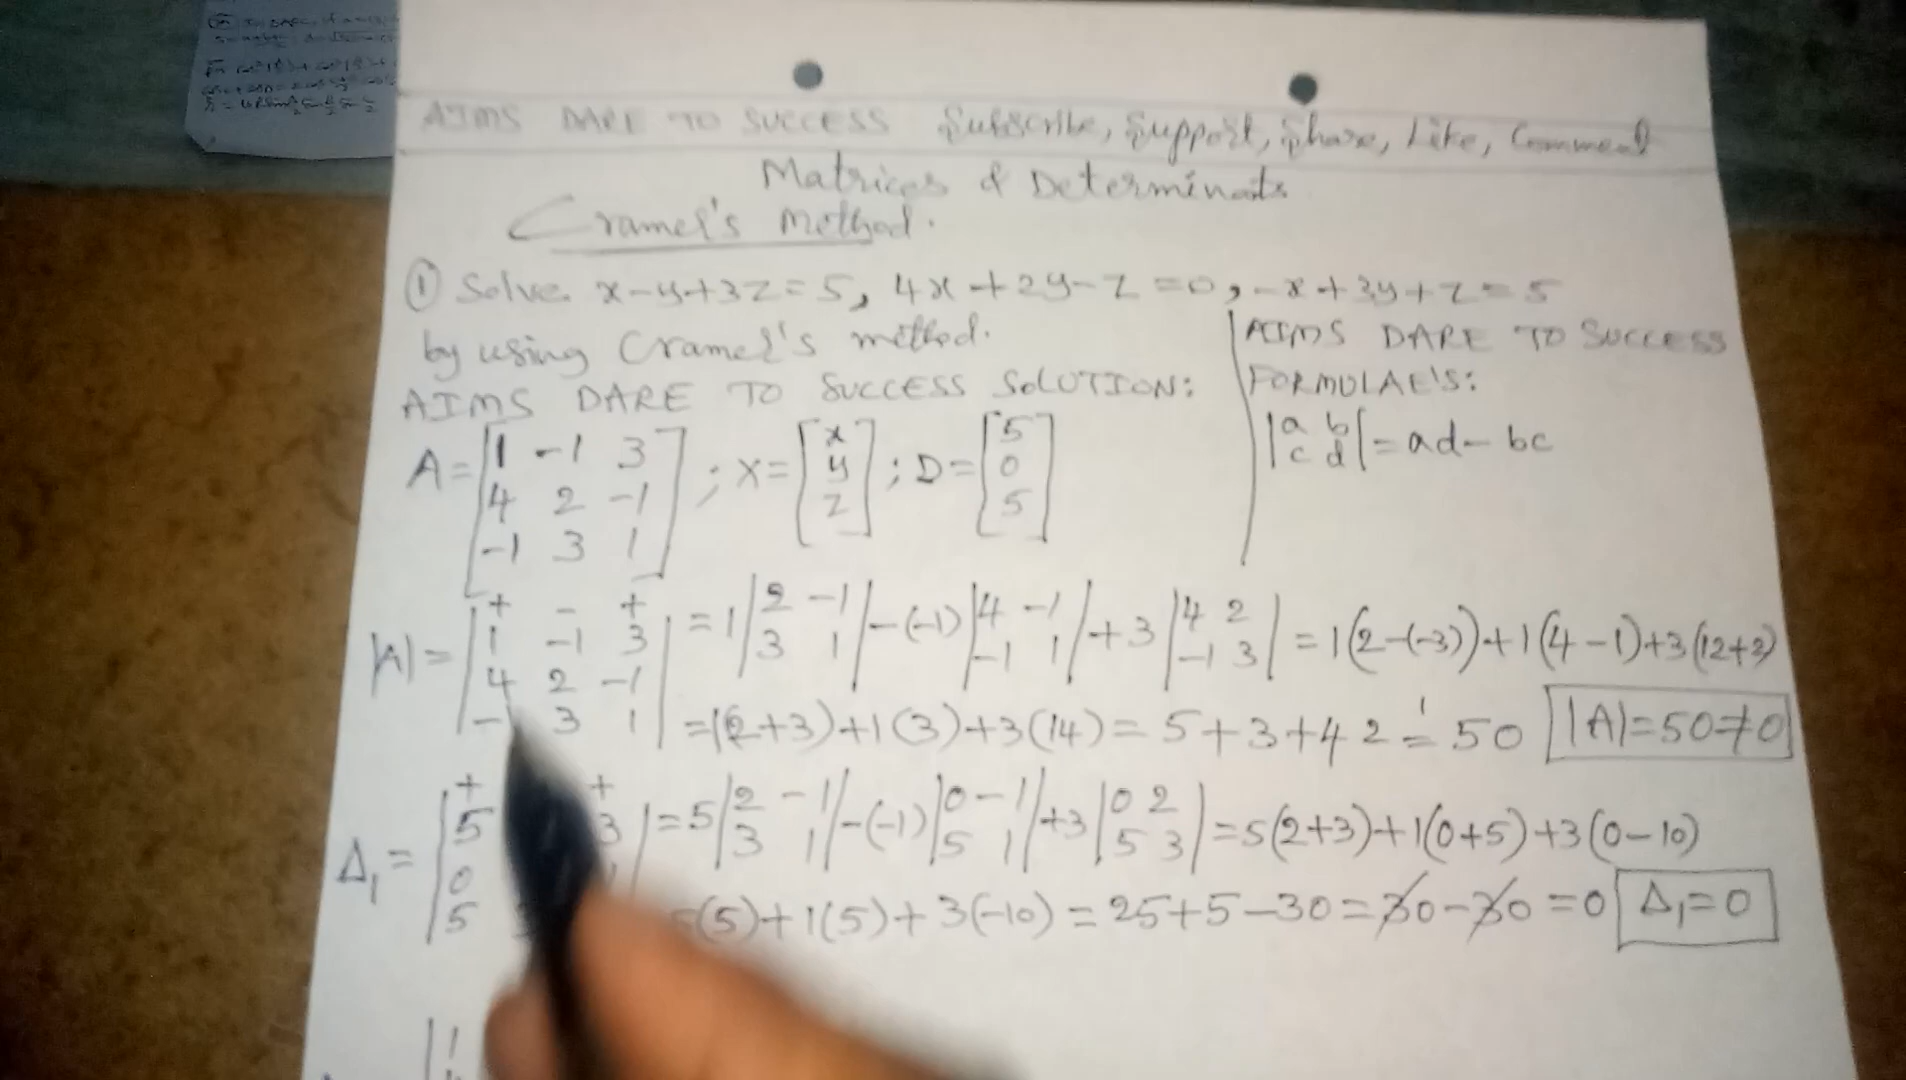 AIMS DARE TO SUCCESS Subscribe, Support, Share, Like, Comment
Matrices & Determinats
Cramer's Method.
① Solve x-y+3z=5, 4x+2y-z=0, -x+3y+z=5
by using Cramer's method.
AIMS DARE TO SUCCESS SOLUTION:
AIMS DARE TO SUCCESS
FORMULAE'S:
|a b|
|c d| = ad-bc
A = [1 -1 3; X = [x; D = [5
4 2 -1 y 0
-1 3 1] z] 5]
|A| = |+ - +
1 -1 3
4 2 -1
- 3 1| = 1|2 -1 3 1| -(-1)|4 -1 -1 1| +3|4 2 -1 3| = 1(2-(-3))+1(4-1)+3(12+2)
=1(2+3)+1(3)+3(14) = 5+3+42 = 50 |A|=50≠0
Δ₁ = |+ +
5 3
0
5 | = 5|2 -1 3 1| -(-1)|0 -1 5 1| +3|0 2 5 3| = 5(2+3)+1(0+5)+3(0-10)
(5)+1(5)+3(-10) = 25+5-30 = 30-30 = 0 Δ₁=0
|1